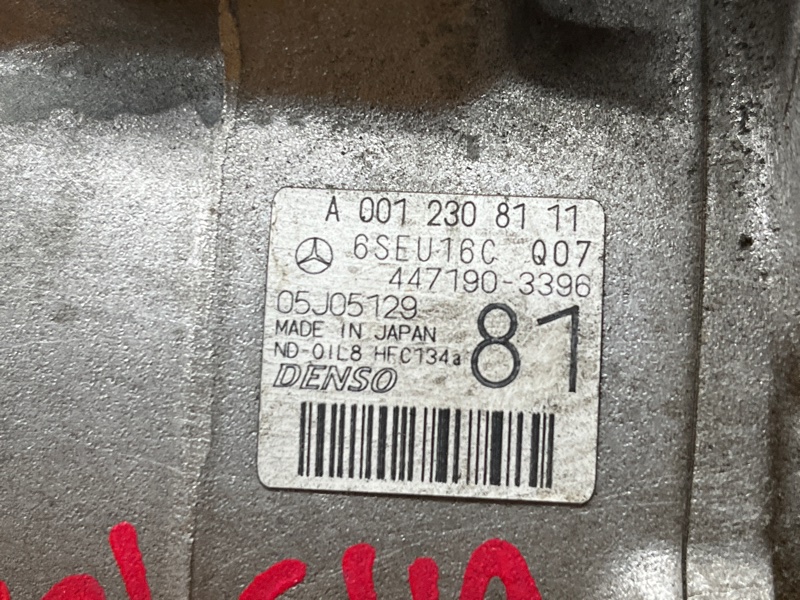 A 001 230 81 11
6SEU16C Q07
447190-3396
05J05129
81
MADE IN JAPAN
ND-OIL8 HFC134a
DENSO